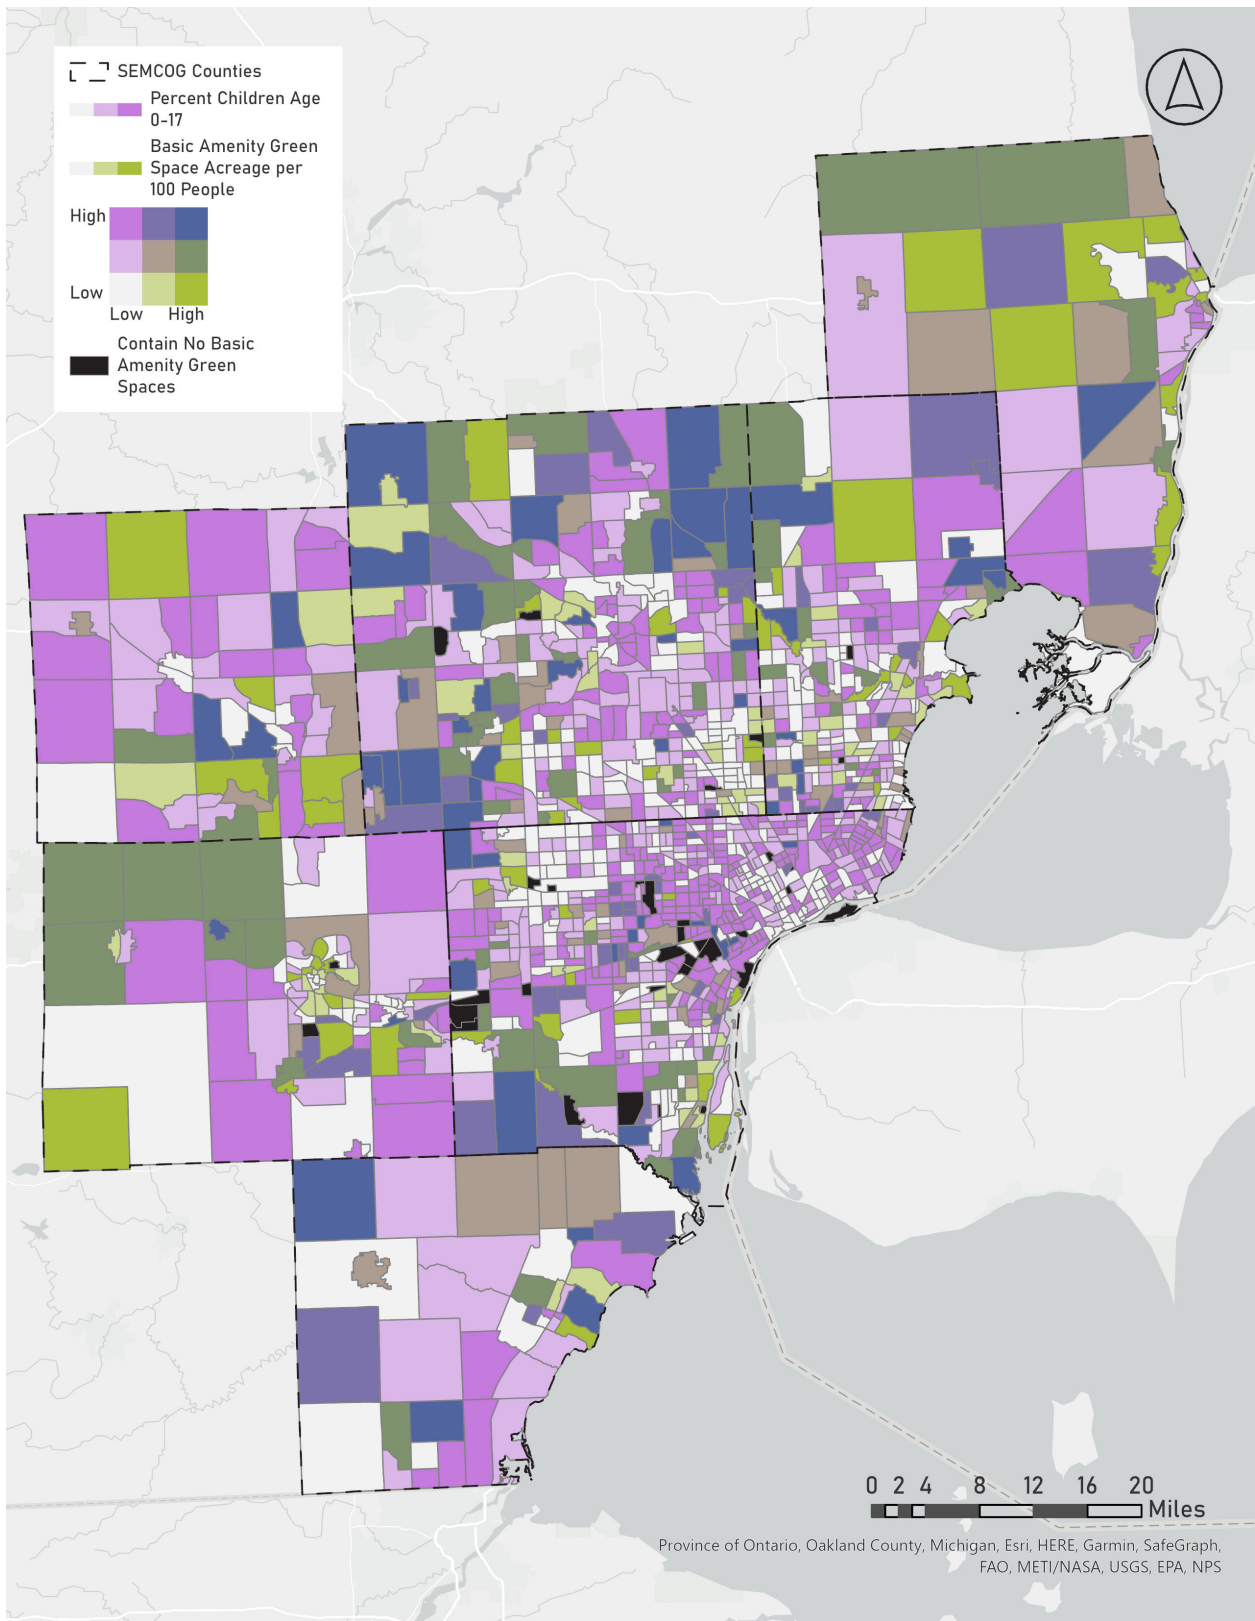 SEMCOG Counties
Percent Children Age
0-17
Basic Amenity Green
Space Acreage per
100 People
High
Low
Low High
Contain No Basic
Amenity Green
Spaces
0 2 4 8 12 16 20
Miles
Province of Ontario, Oakland County, Michigan, Esri, HERE, Garmin, SafeGraph,
FAO, METI/NASA, USGS, EPA, NPS